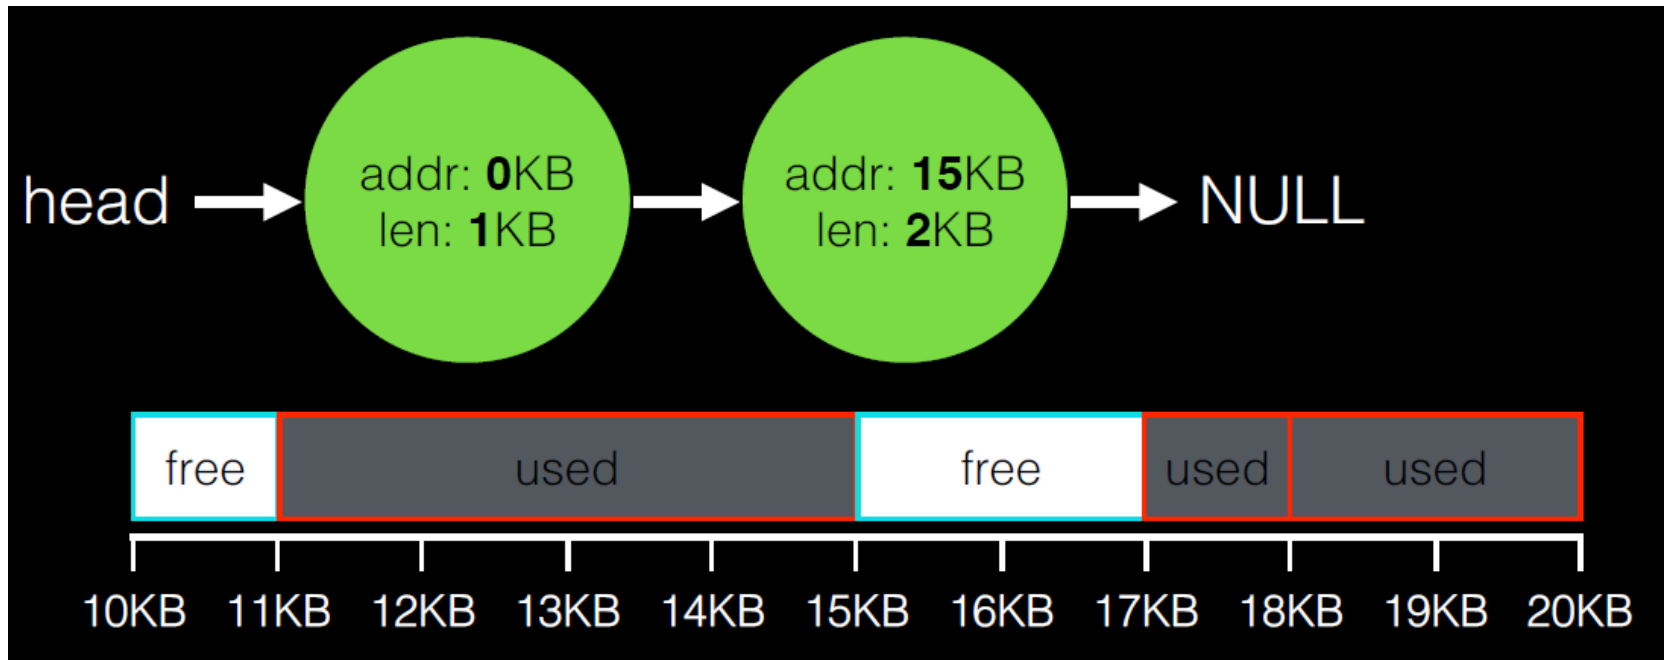 head
addr: 0KB
len: 1KB
addr: 15KB
len: 2KB
NULL
free used free used used
10KB 11KB 12KB 13KB 14KB 15KB 16KB 17KB 18KB 19KB 20KB